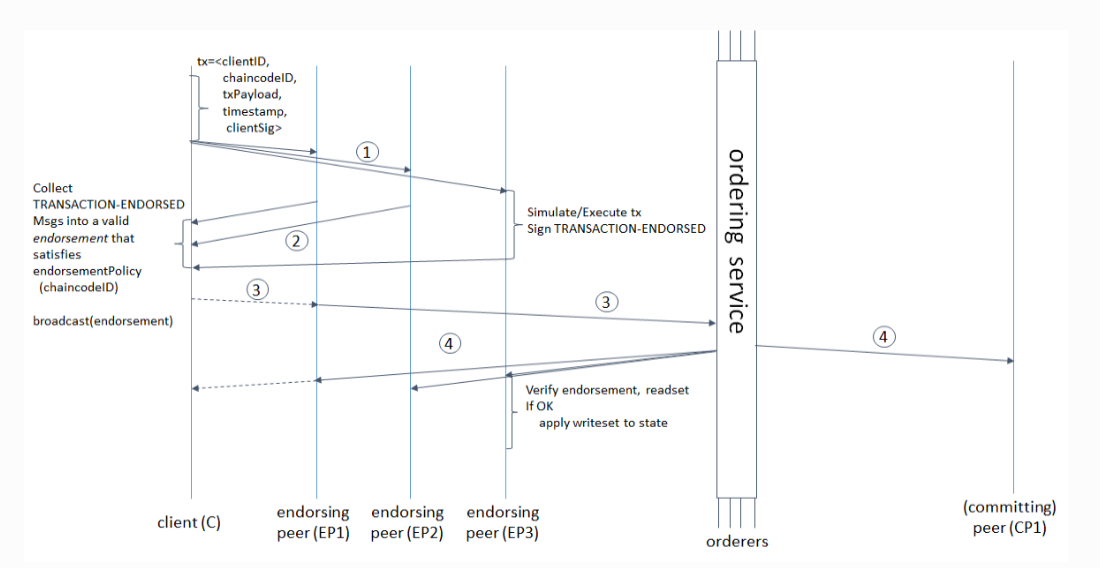 tx=<clientID,
chaincodeID,
txPayload,
timestamp,
clientSig>
1
Collect
TRANSACTION-ENDORSED
Msgs into a valid
endorsement that
satisfies
endorsementPolicy
(chaincodeID)
2
Simulate/Execute tx
Sign TRANSACTION-ENDORSED
3
3
broadcast(endorsement)
4
4
Verify endorsement, readset
If OK
apply writeset to state
ordering service
client (C)
endorsing
peer (EP1)
endorsing
peer (EP2)
endorsing
peer (EP3)
orderers
(committing)
peer (CP1)